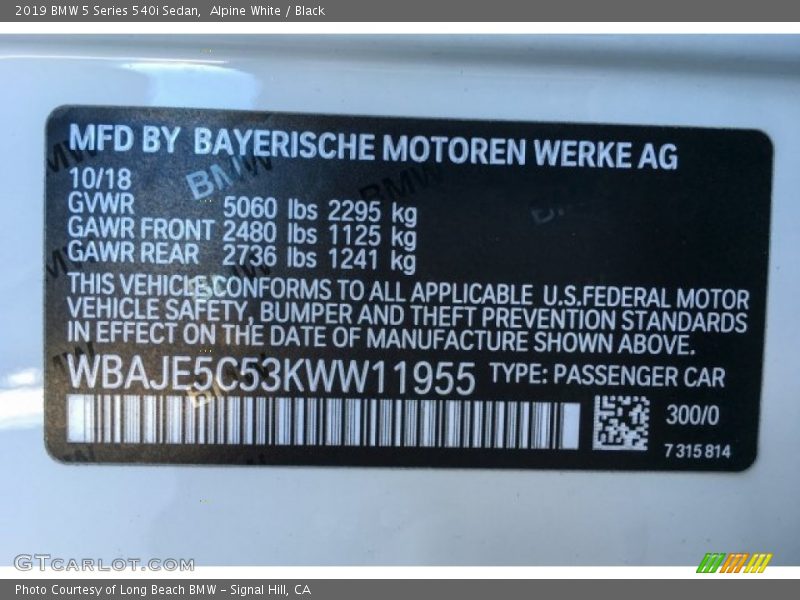 2019 BMW 5 Series 540i Sedan,  Alpine White / Black
MFD BY BAYERISCHE MOTOREN WERKE AG
10/18
GVWR 5060 lbs 2295 kg
GAWR FRONT 2480 lbs 1125 kg
GAWR REAR 2736 lbs 1241 kg
THIS VEHICLE CONFORMS TO ALL APPLICABLE U.S.FEDERAL MOTOR
VEHICLE SAFETY, BUMPER AND THEFT PREVENTION STANDARDS
IN EFFECT ON THE DATE OF MANUFACTURE SHOWN ABOVE.
WBAJE5C53KWW11955 TYPE: PASSENGER CAR
300/0
7 315 814
GTCarlot.com
Photo Courtesy of Long Beach BMW - Signal Hill, CA